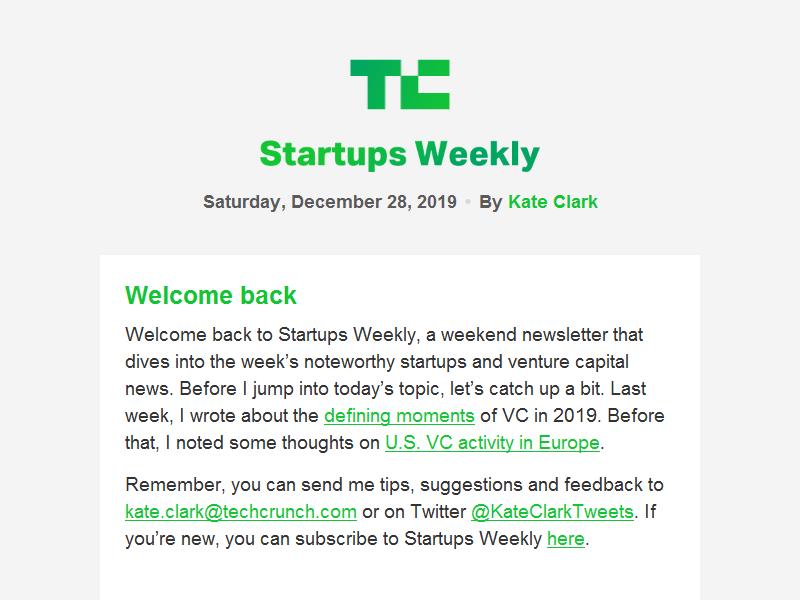 TC
Startups Weekly
Saturday, December 28, 2019 • By Kate Clark
Welcome back
Welcome back to Startups Weekly, a weekend newsletter that
dives into the week’s noteworthy startups and venture capital
news. Before I jump into today’s topic, let’s catch up a bit. Last
week, I wrote about the defining moments of VC in 2019. Before
that, I noted some thoughts on U.S. VC activity in Europe.
Remember, you can send me tips, suggestions and feedback to
kate.clark@techcrunch.com or on Twitter @KateClarkTweets. If
you’re new, you can subscribe to Startups Weekly here.